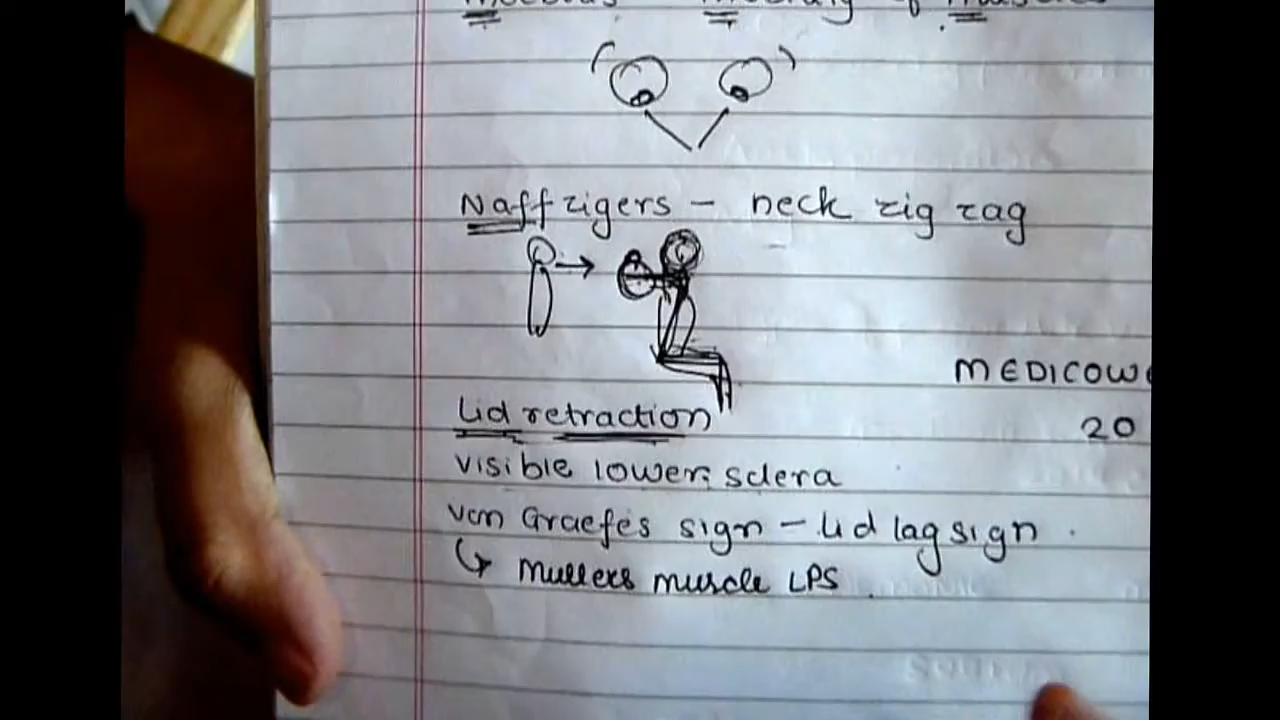 Naffzigers - neck zig zag
MEDICOWE
20
Lid retraction
visible lower sclera
von Graefes sign - lid lag sign
Mullers muscle LPS